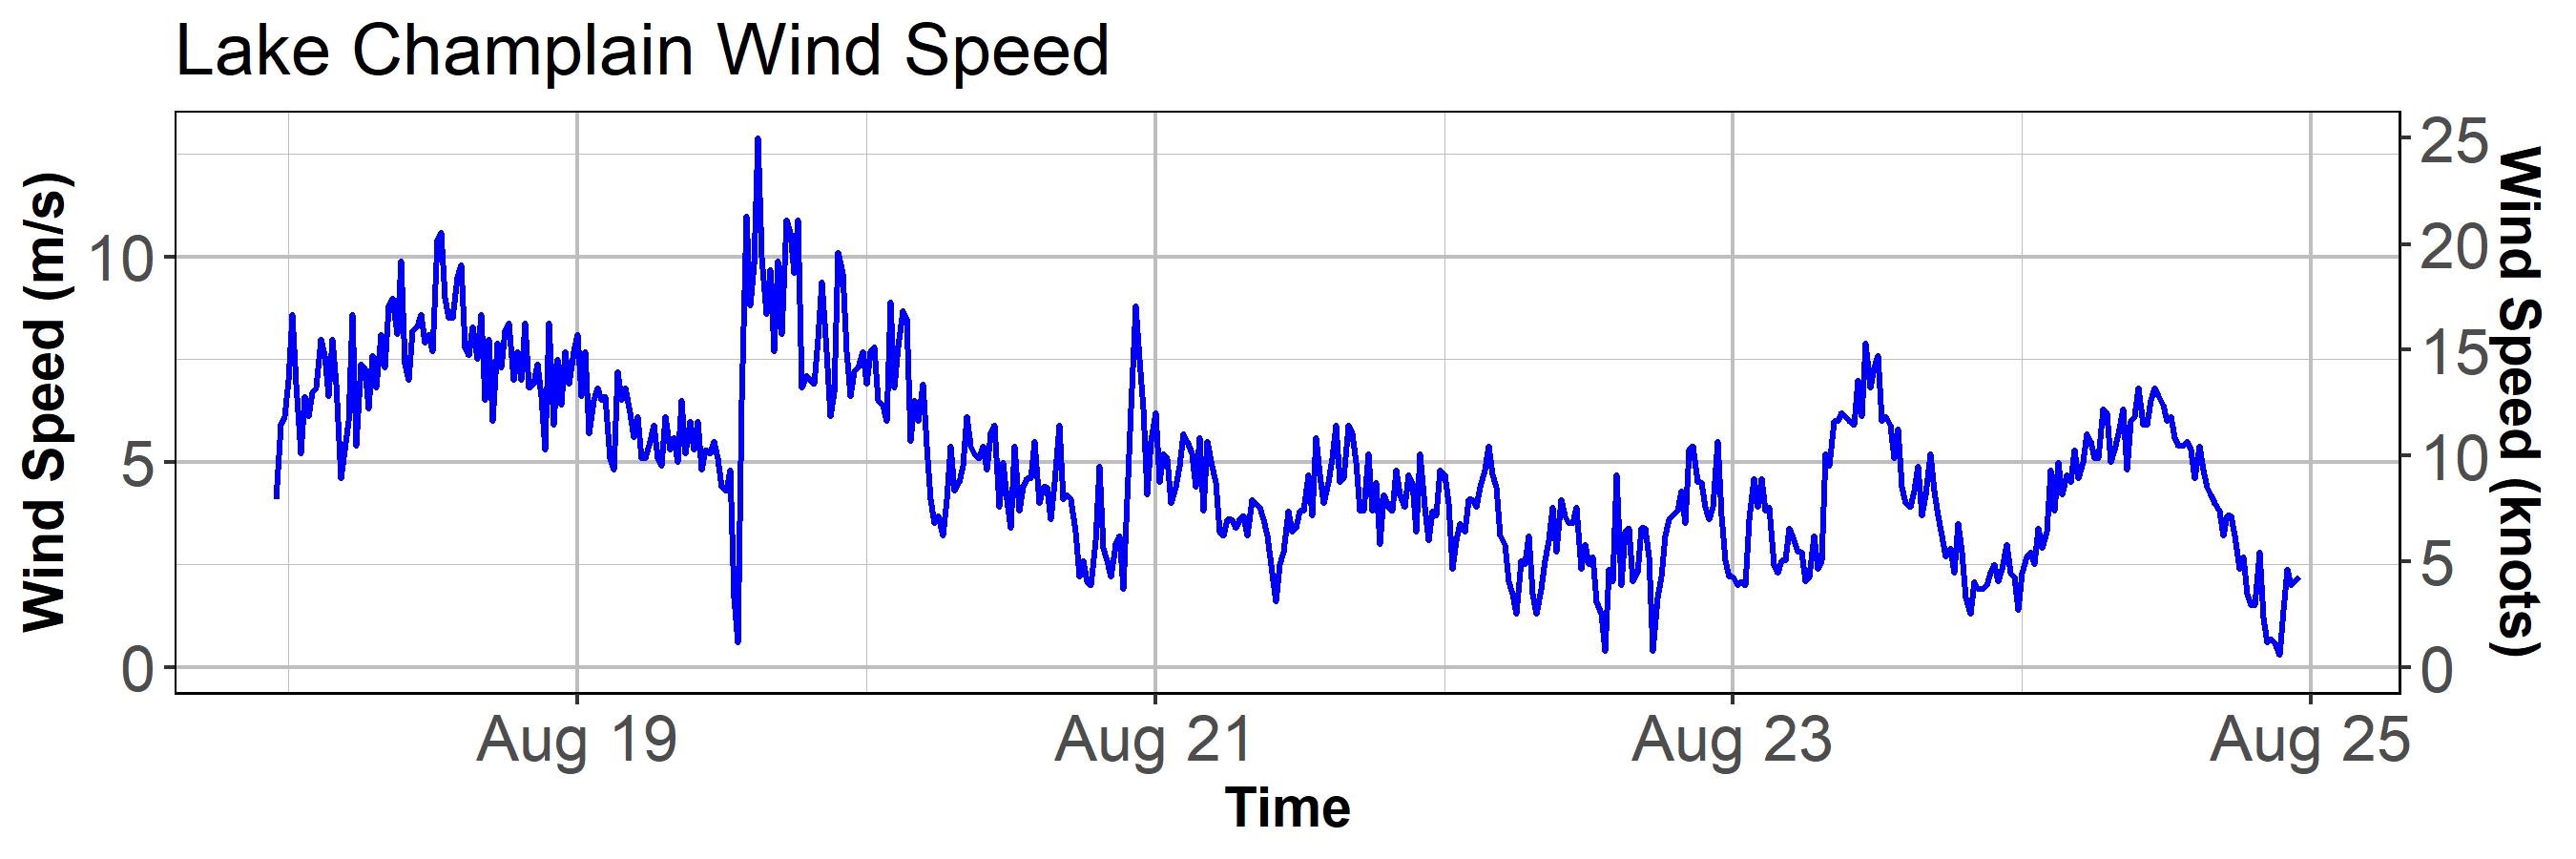 Lake Champlain Wind Speed
Wind Speed (m/s)
10
5
0
25
20
15
10
5
0
Wind Speed (knots)
Aug 19
Aug 21
Aug 23
Aug 25
Time